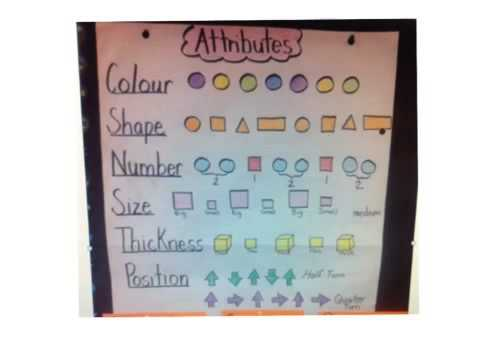 Attributes
Colour
Shape
Number
2 1 2 1 2
Size
Big Small Big Small Big Small medium
Thickness
Position Half Turn
Quarter Turn